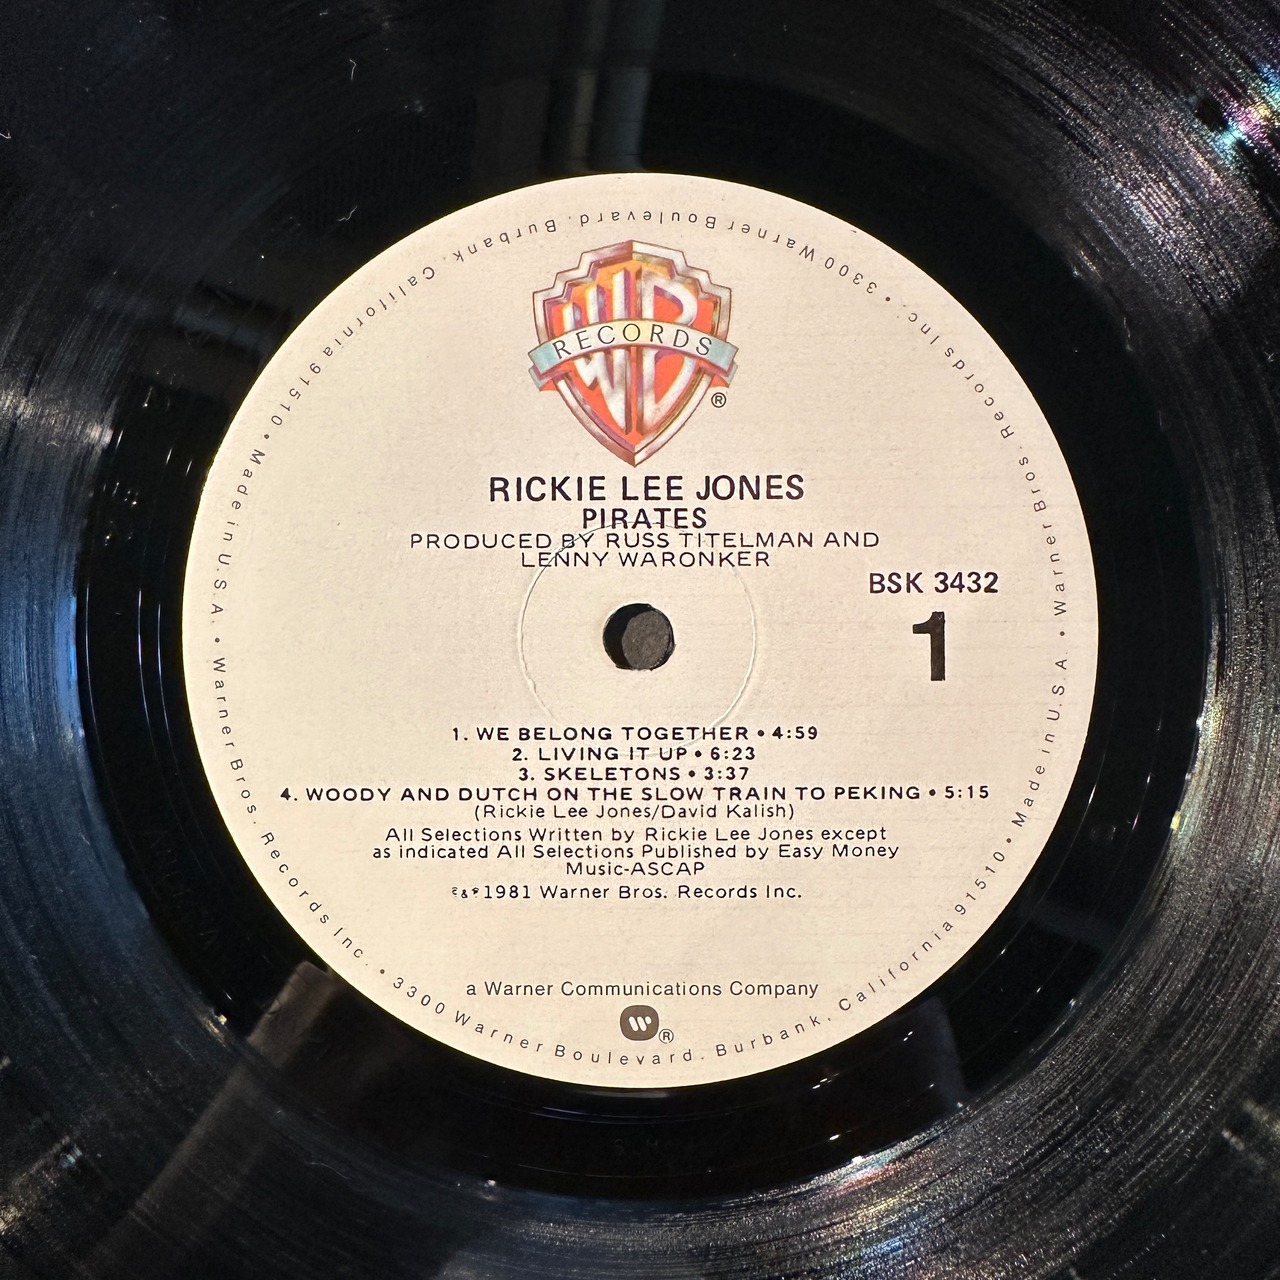 WB
RECORDS
®
RICKIE LEE JONES
PIRATES
PRODUCED BY RUSS TITELMAN AND
LENNY WARONKER
BSK 3432
1
1. WE BELONG TOGETHER • 4:59
2. LIVING IT UP • 6:23
3. SKELETONS • 3:37
4. WOODY AND DUTCH ON THE SLOW TRAIN TO PEKING • 5:15
(Rickie Lee Jones/David Kalish)
All Selections Written by Rickie Lee Jones except
as indicated All Selections Published by Easy Money
Music-ASCAP
©&℗1981 Warner Bros. Records Inc.
a Warner Communications Company
W®
Warner Bros. Records Inc. • 3300 Warner Boulevard. Burbank, California 91510 • Made in U.S.A. • Warner Bros. Records Inc. • 3300 Warner Boulevard. Burbank, California 91510 • Made in U.S.A. •